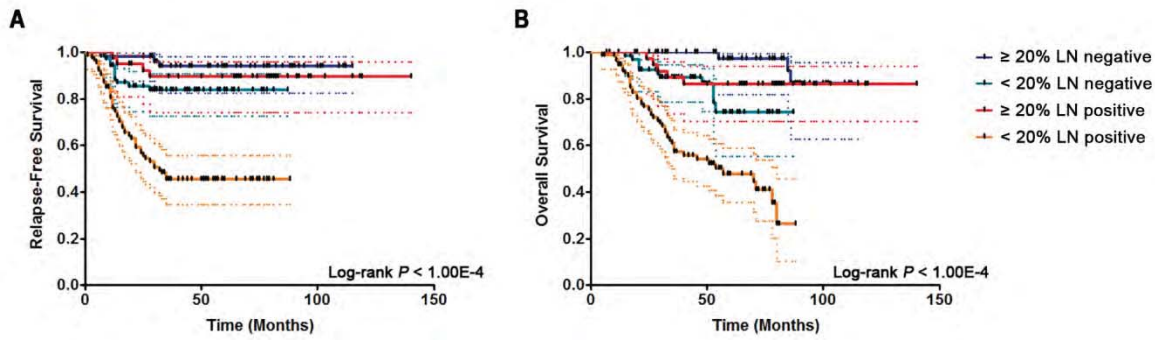 A
Relapse-Free Survival
1.0
0.8
0.6
0.4
0.2
0.0
0
50
100
150
Log-rank P < 1.00E-4
Time (Months)
B
Overall Survival
1.0
0.8
0.6
0.4
0.2
0.0
0
50
100
150
Log-rank P < 1.00E-4
Time (Months)
≥ 20% LN negative
< 20% LN negative
≥ 20% LN positive
< 20% LN positive